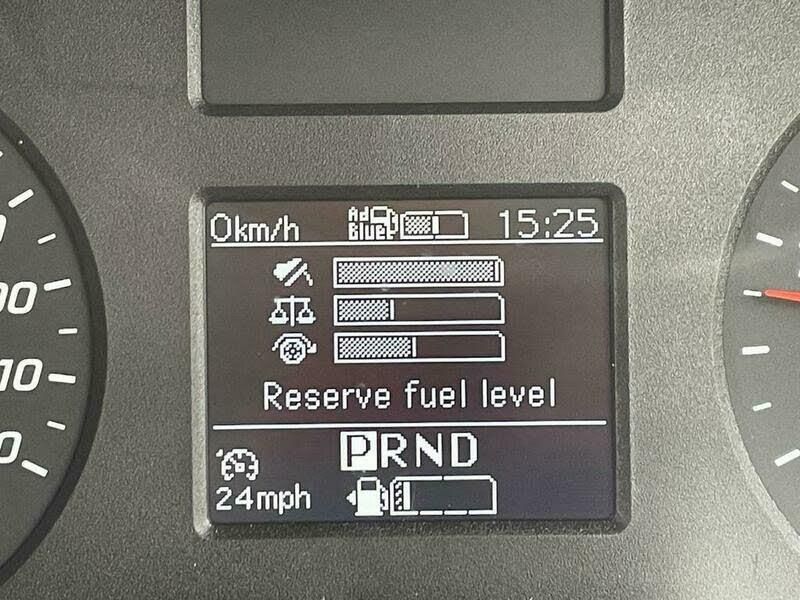 0km/h Ad Blue 15:25
Reserve fuel level
PRND
24mph